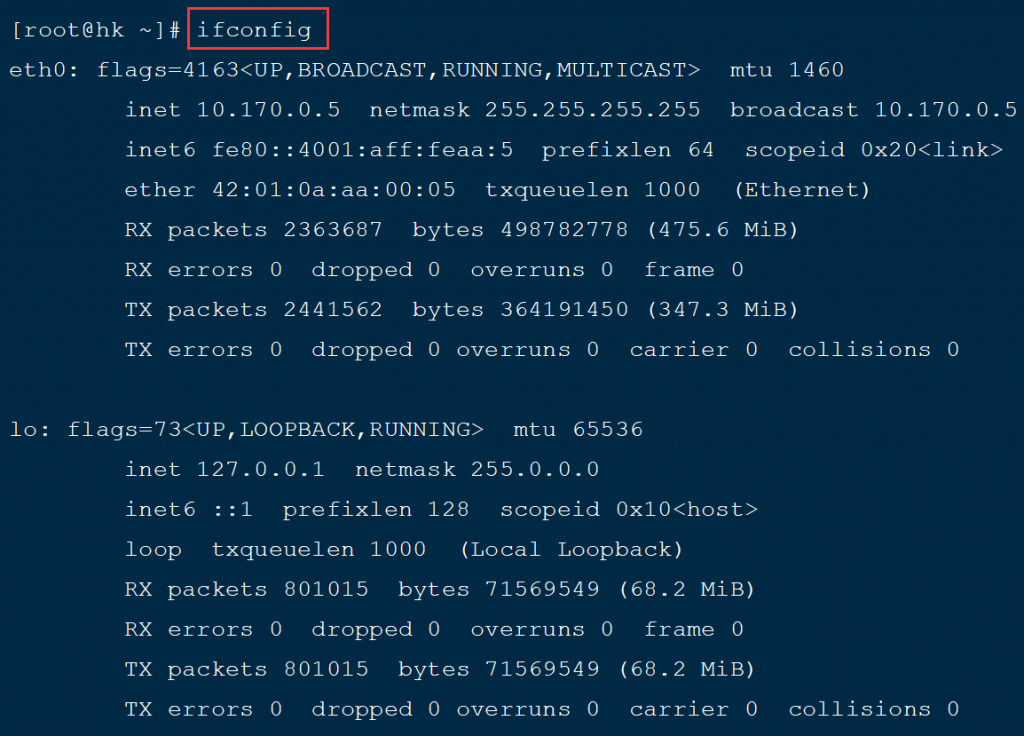 [root@hk ~]# ifconfig
eth0: flags=4163<UP,BROADCAST,RUNNING,MULTICAST>  mtu 1460
        inet 10.170.0.5  netmask 255.255.255.255  broadcast 10.170.0.5
        inet6 fe80::4001:aff:feaa:5  prefixlen 64  scopeid 0x20<link>
        ether 42:01:0a:aa:00:05  txqueuelen 1000  (Ethernet)
        RX packets 2363687  bytes 498782778 (475.6 MiB)
        RX errors 0  dropped 0  overruns 0  frame 0
        TX packets 2441562  bytes 364191450 (347.3 MiB)
        TX errors 0  dropped 0 overruns 0  carrier 0  collisions 0

lo: flags=73<UP,LOOPBACK,RUNNING>  mtu 65536
        inet 127.0.0.1  netmask 255.0.0.0
        inet6 ::1  prefixlen 128  scopeid 0x10<host>
        loop  txqueuelen 1000  (Local Loopback)
        RX packets 801015  bytes 71569549 (68.2 MiB)
        RX errors 0  dropped 0  overruns 0  frame 0
        TX packets 801015  bytes 71569549 (68.2 MiB)
        TX errors 0  dropped 0 overruns 0  carrier 0  collisions 0